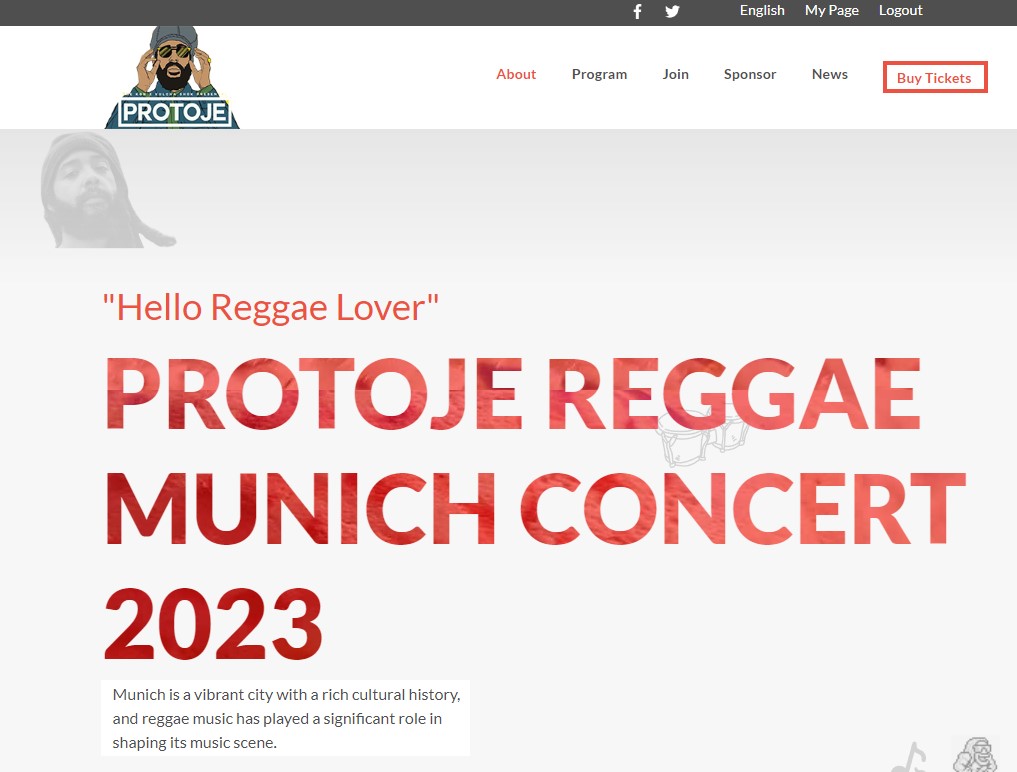 English My Page Logout
PROTOJE
About Program Join Sponsor News Buy Tickets
"Hello Reggae Lover"
PROTOJE REGGAE
MUNICH CONCERT
2023
Munich is a vibrant city with a rich cultural history,
and reggae music has played a significant role in
shaping its music scene.